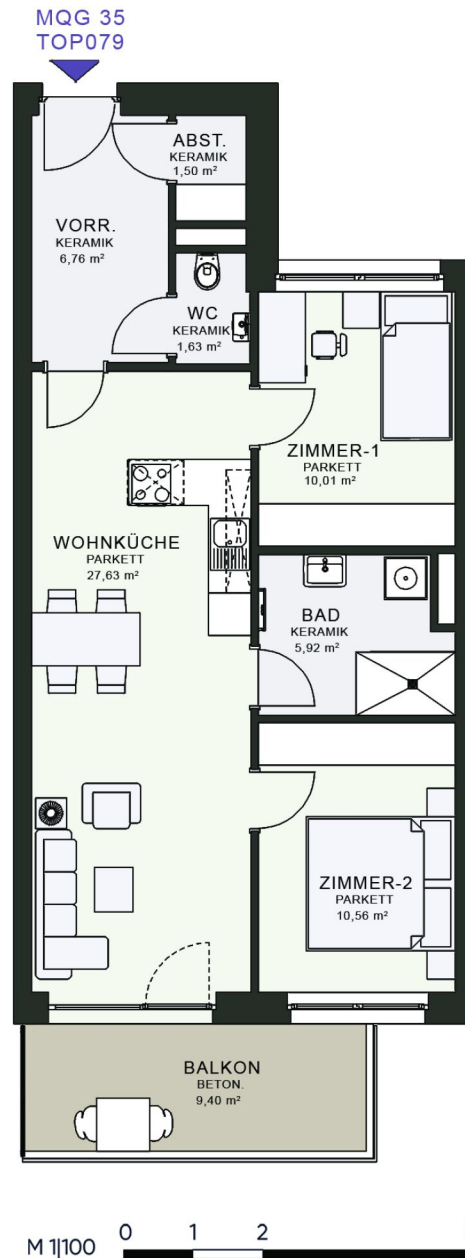 MQG 35
TOP079
ABST.
KERAMIK
1,50 m²
VORR.
KERAMIK
6,76 m²
WC
KERAMIK
1,63 m²
ZIMMER-1
PARKETT
10,01 m²
WOHNKÜCHE
PARKETT
27,63 m²
BAD
KERAMIK
5,92 m²
ZIMMER-2
PARKETT
10,56 m²
BALKON
BETON.
9,40 m²
M 1|100 0 1 2